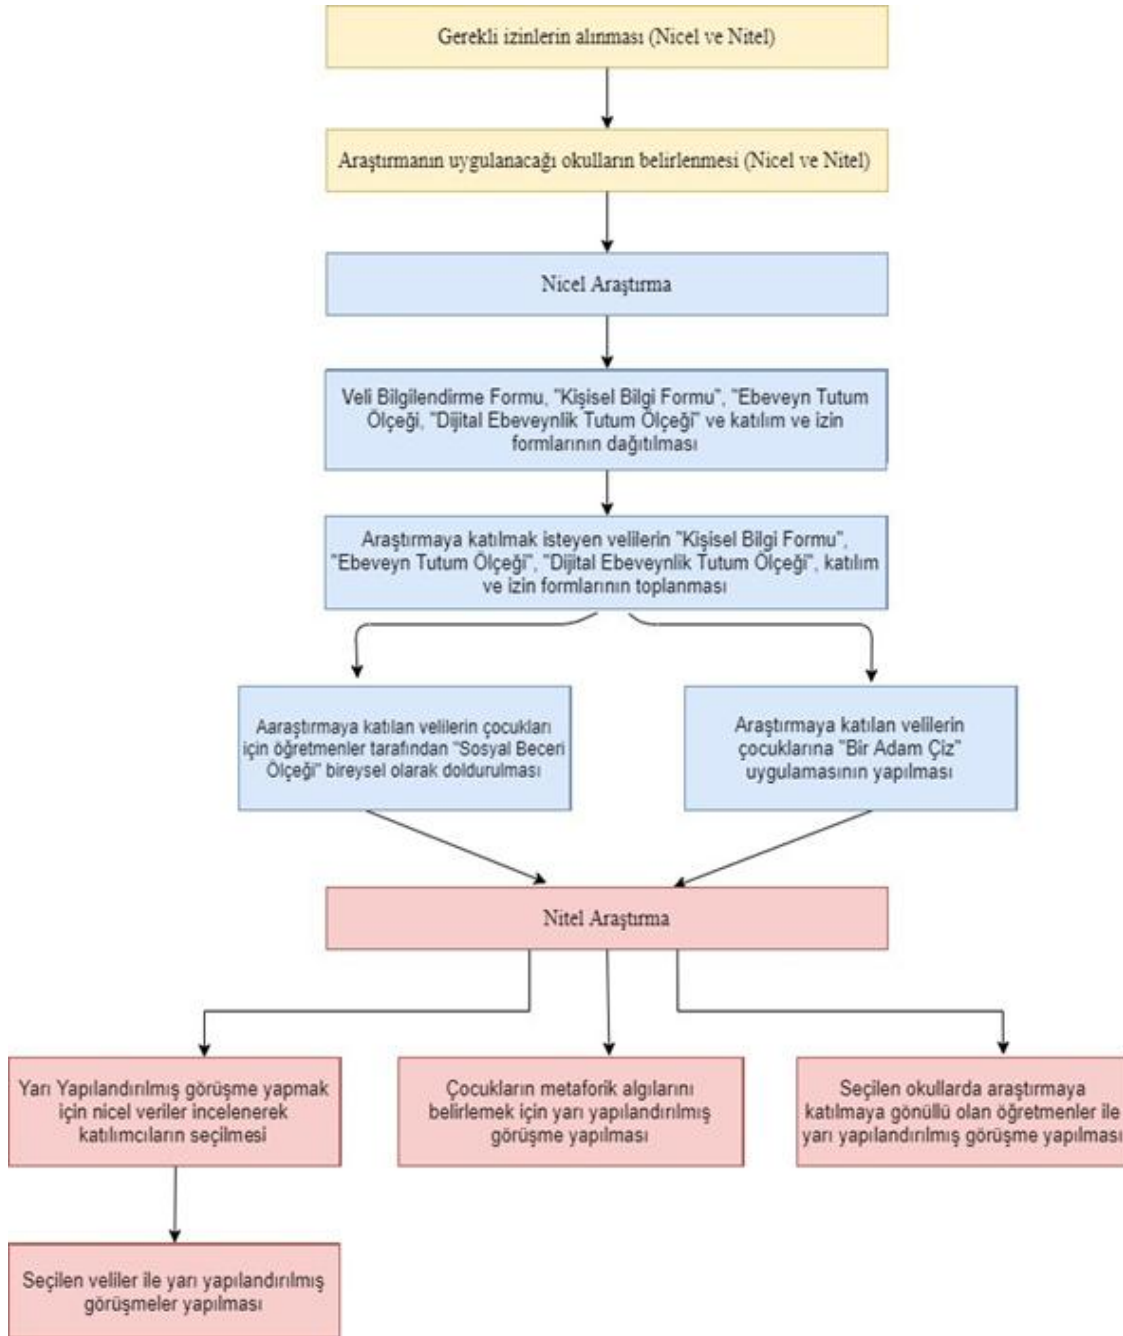 Gerekli izinlerin alınması (Nicel ve Nitel)
Araştırmanın uygulanacağı okulların belirlenmesi (Nicel ve Nitel)
Nicel Araştırma
Veli Bilgilendirme Formu, "Kişisel Bilgi Formu", "Ebeveyn Tutum
Ölçeği, "Dijital Ebeveynlik Tutum Ölçeği" ve katılım ve izin
formlarının dağıtılması
Araştırmaya katılmak isteyen velilerin "Kişisel Bilgi Formu",
"Ebeveyn Tutum Ölçeği", "Dijital Ebeveynlik Tutum Ölçeği", katılım
ve izin formlarının toplanması
Aaraştırmaya katılan velilerin çocukları
için öğretmenler tarafından "Sosyal Beceri
Ölçeği" bireysel olarak doldurulması
Araştırmaya katılan velilerin
çocuklarına "Bir Adam Çiz"
uygulamasının yapılması
Nitel Araştırma
Yarı Yapılandırılmış görüşme yapmak
için nicel veriler incelenerek
katılımcıların seçilmesi
Çocukların metaforik algılarını
belirlemek için yarı yapılandırılmış
görüşme yapılması
Seçilen okullarda araştırmaya
katılmaya gönüllü olan öğretmenler ile
yarı yapılandırılmış görüşme yapılması
Seçilen veliler ile yarı yapılandırılmış
görüşmeler yapılması